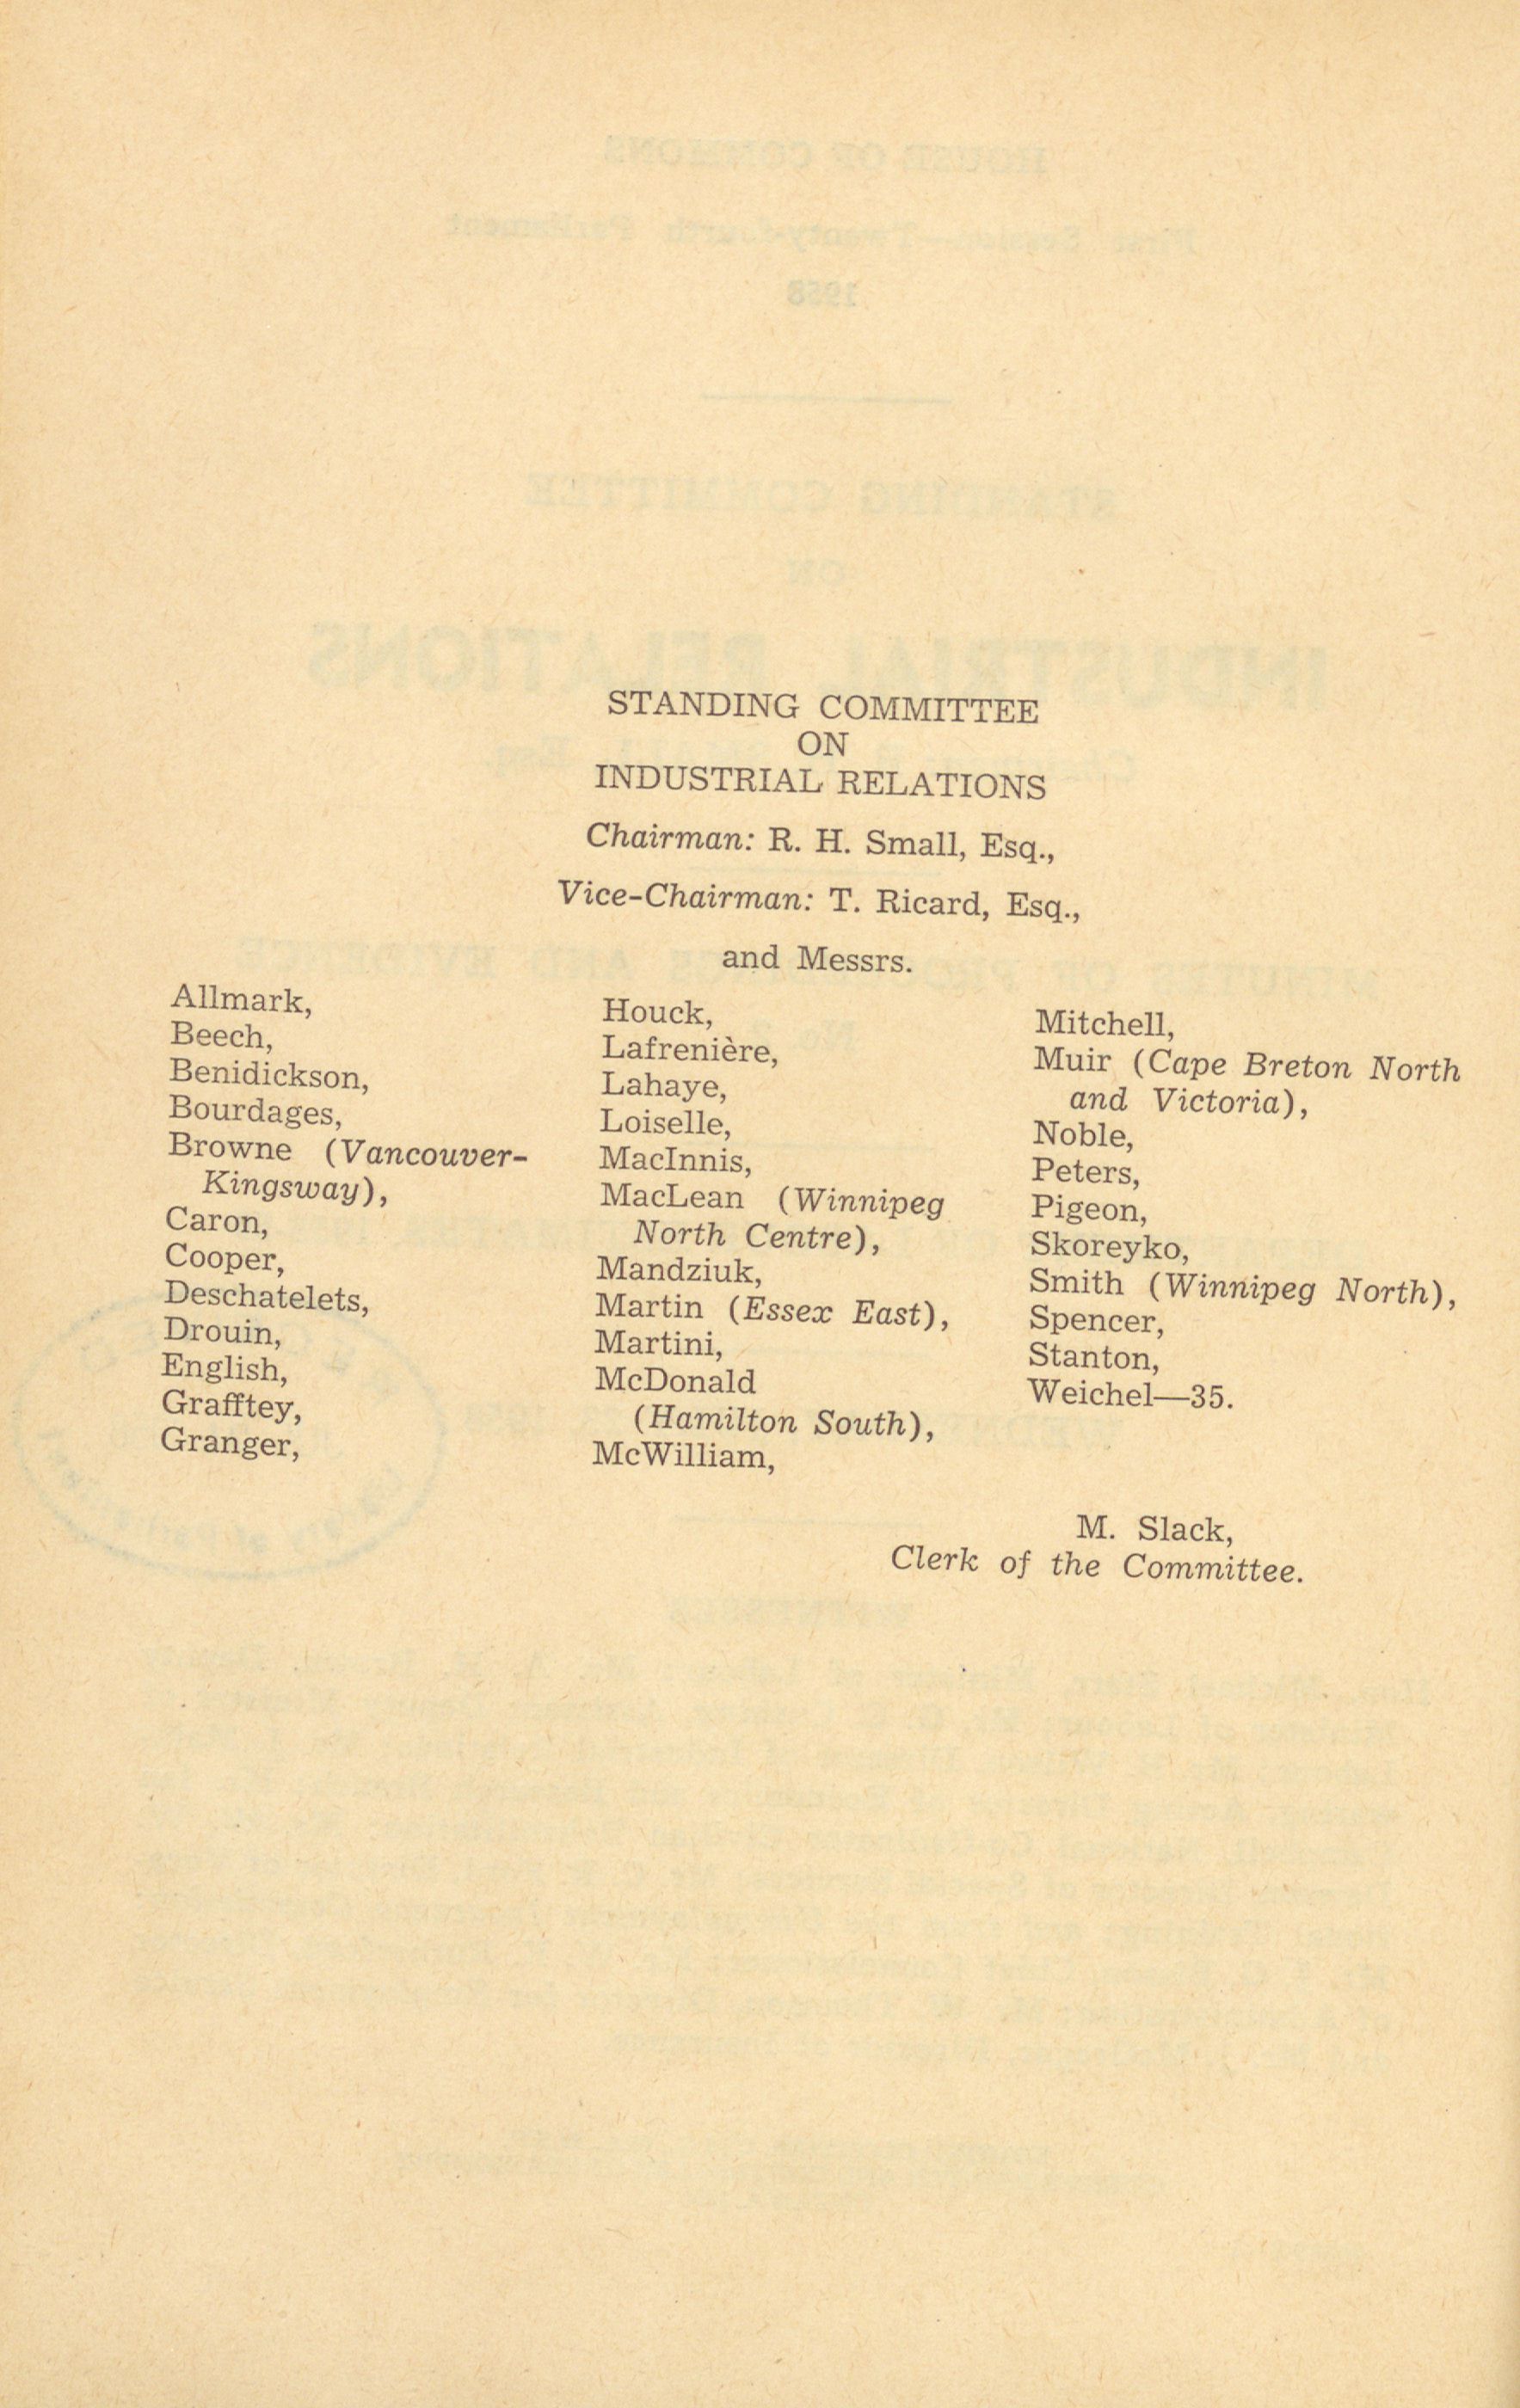 STANDING COMMITTEE
ON
INDUSTRIAL RELATIONS
Chairman: R. H. Small, Esq.,
Vice-Chairman: T. Ricard, Esq.,
and Messrs.
Allmark,
Beech,
Benidickson,
Bourdages,
Browne (Vancouver-
Kingsway),
Caron,
Cooper,
Deschatelets,
Drouin,
English,
Grafftey,
Granger,
Houck,
Lafrenière,
Lahaye,
Loiselle,
MacInnis,
MacLean (Winnipeg
North Centre),
Mandziuk,
Martin (Essex East),
Martini,
McDonald
(Hamilton South),
McWilliam,
Mitchell,
Muir (Cape Breton North
and Victoria),
Noble,
Peters,
Pigeon,
Skoreyko,
Smith (Winnipeg North),
Spencer,
Stanton,
Weichel—35.
M. Slack,
Clerk of the Committee.